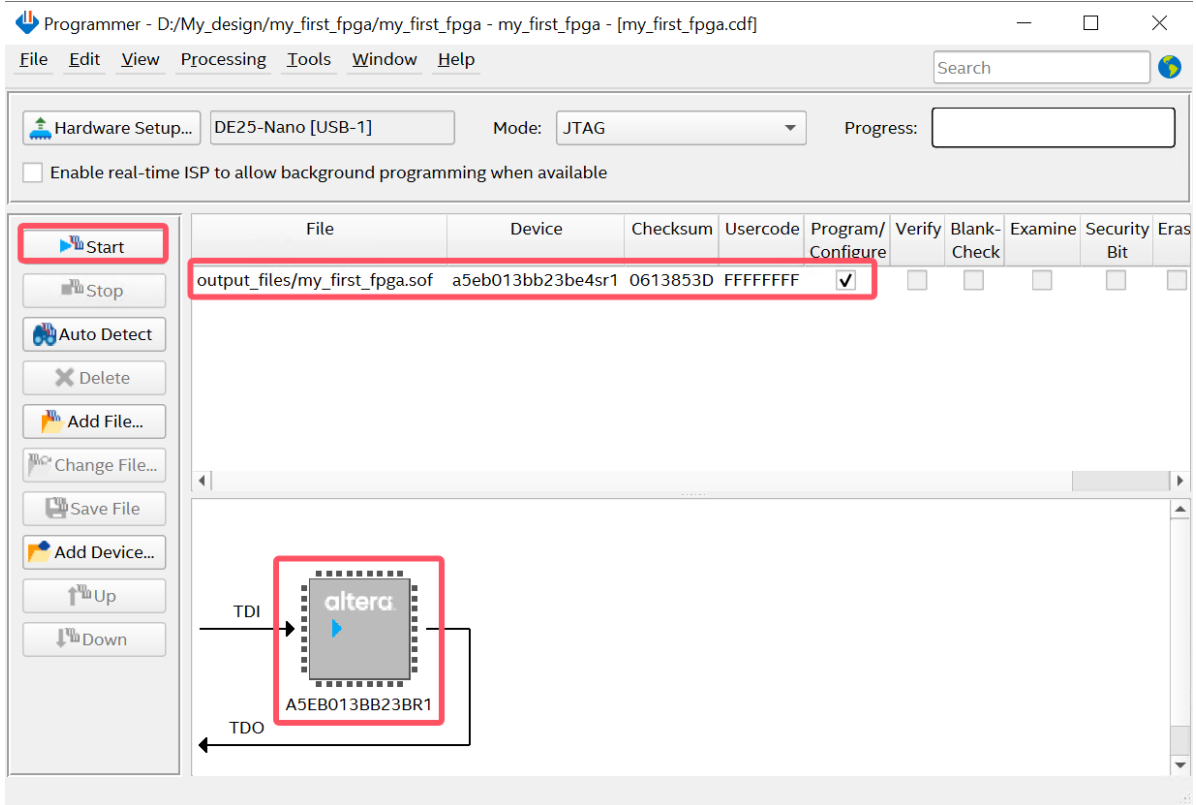 Programmer - D:/My_design/my_first_fpga/my_first_fpga - my_first_fpga - [my_first_fpga.cdf]
File Edit View Processing Tools Window Help
Search
Hardware Setup... DE25-Nano [USB-1] Mode: JTAG Progress:
Enable real-time ISP to allow background programming when available
Start
Stop
Auto Detect
Delete
Add File...
Change File...
Save File
Add Device...
Up
Down
File Device Checksum Usercode Program/ Verify Blank- Examine Security Eras
Configure Check Bit
output_files/my_first_fpga.sof a5eb013bb23be4sr1 0613853D FFFFFFFF
TDI
altera
A5EB013BB23BR1
TDO